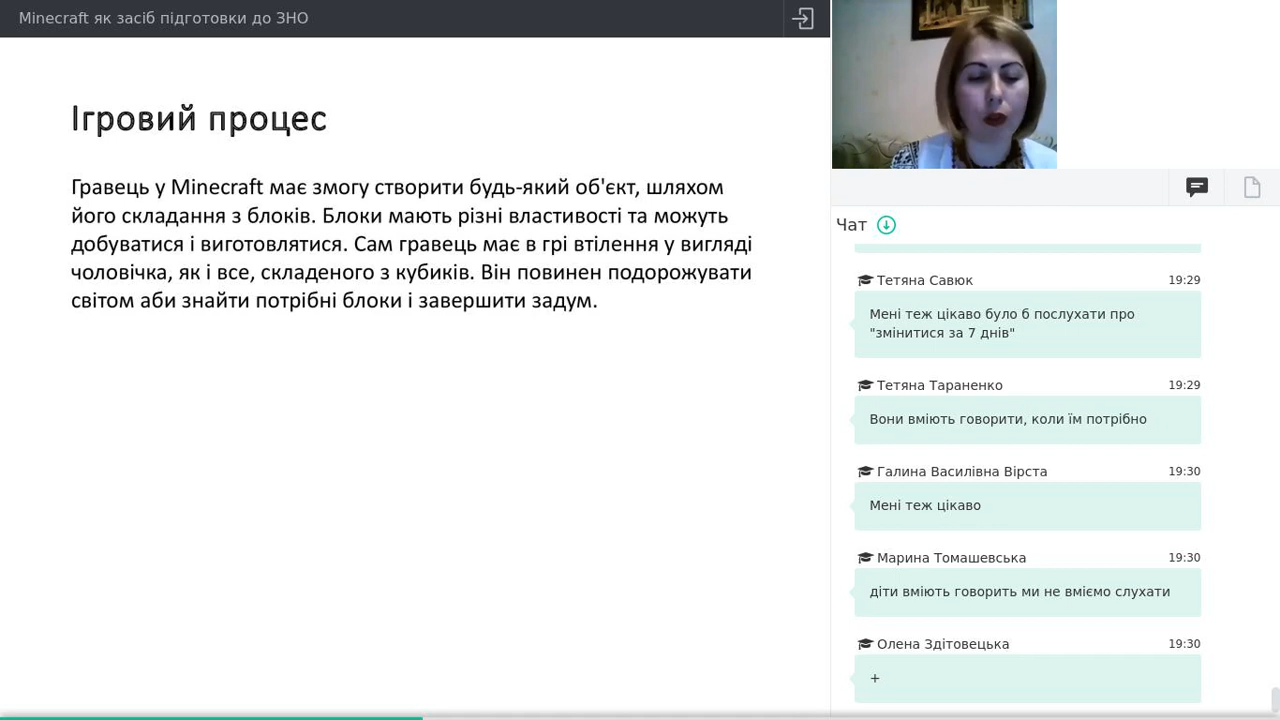 Minecraft як засіб підготовки до ЗНО
Ігровий процес
Гравець у Minecraft має змогу створити будь-який об'єкт, шляхом
його складання з блоків. Блоки мають різні властивості та можуть
добуватися і виготовлятися. Сам гравець має в грі втілення у вигляді
чоловічка, як і все, складеного з кубиків. Він повинен подорожувати
світом аби знайти потрібні блоки і завершити задум.
Чат
Тетяна Савюк 19:29
Мені теж цікаво було б послухати про
"змінитися за 7 днів"
Тетяна Тараненко 19:29
Вони вміють говорити, коли їм потрібно
Галина Василівна Вірста 19:30
Мені теж цікаво
Марина Томашевська 19:30
діти вміють говорить ми не вміємо слухати
Олена Здітовецька 19:30
+